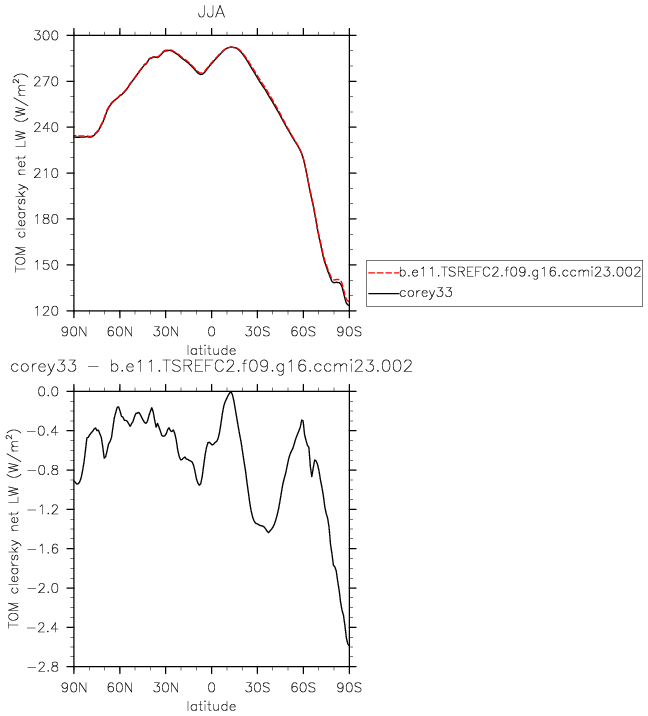 JJA
300
270
240
210
180
150
120
TOM clearsky net LW (W/m²)
90N 60N 30N 0 30S 60S 90S
latitude
b.e11.TSREFC2.f09.g16.ccmi23.002
corey33
corey33 − b.e11.TSREFC2.f09.g16.ccmi23.002
0.0
−0.4
−0.8
−1.2
−1.6
−2.0
−2.4
−2.8
TOM clearsky net LW (W/m²)
90N 60N 30N 0 30S 60S 90S
latitude